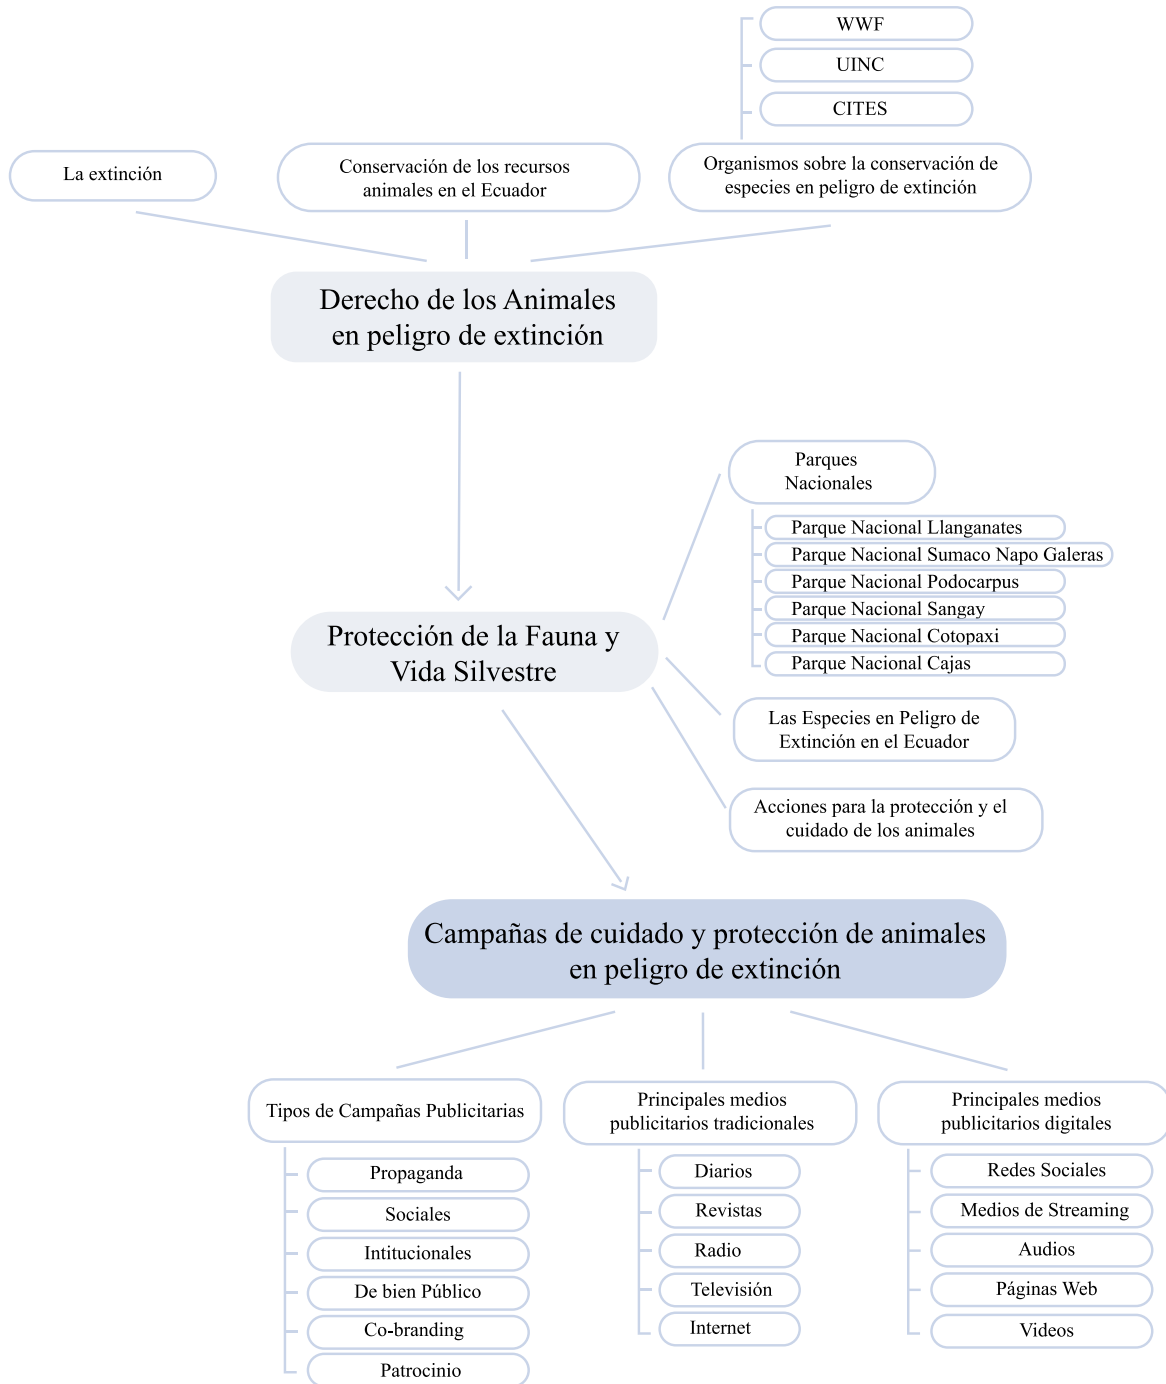 WWF
UINC
CITES
La extinción
Conservación de los recursos
animales en el Ecuador
Organismos sobre la conservación de
especies en peligro de extinción
Derecho de los Animales
en peligro de extinción
Parques
Nacionales
Parque Nacional Llanganates
Parque Nacional Sumaco Napo Galeras
Parque Nacional Podocarpus
Parque Nacional Sangay
Parque Nacional Cotopaxi
Parque Nacional Cajas
Protección de la Fauna y
Vida Silvestre
Las Especies en Peligro de
Extinción en el Ecuador
Acciones para la protección y el
cuidado de los animales
Campañas de cuidado y protección de animales
en peligro de extinción
Tipos de Campañas Publicitarias
Propaganda
Sociales
Intitucionales
De bien Público
Co-branding
Patrocinio
Principales medios
publicitarios tradicionales
Diarios
Revistas
Radio
Televisión
Internet
Principales medios
publicitarios digitales
Redes Sociales
Medios de Streaming
Audios
Páginas Web
Videos